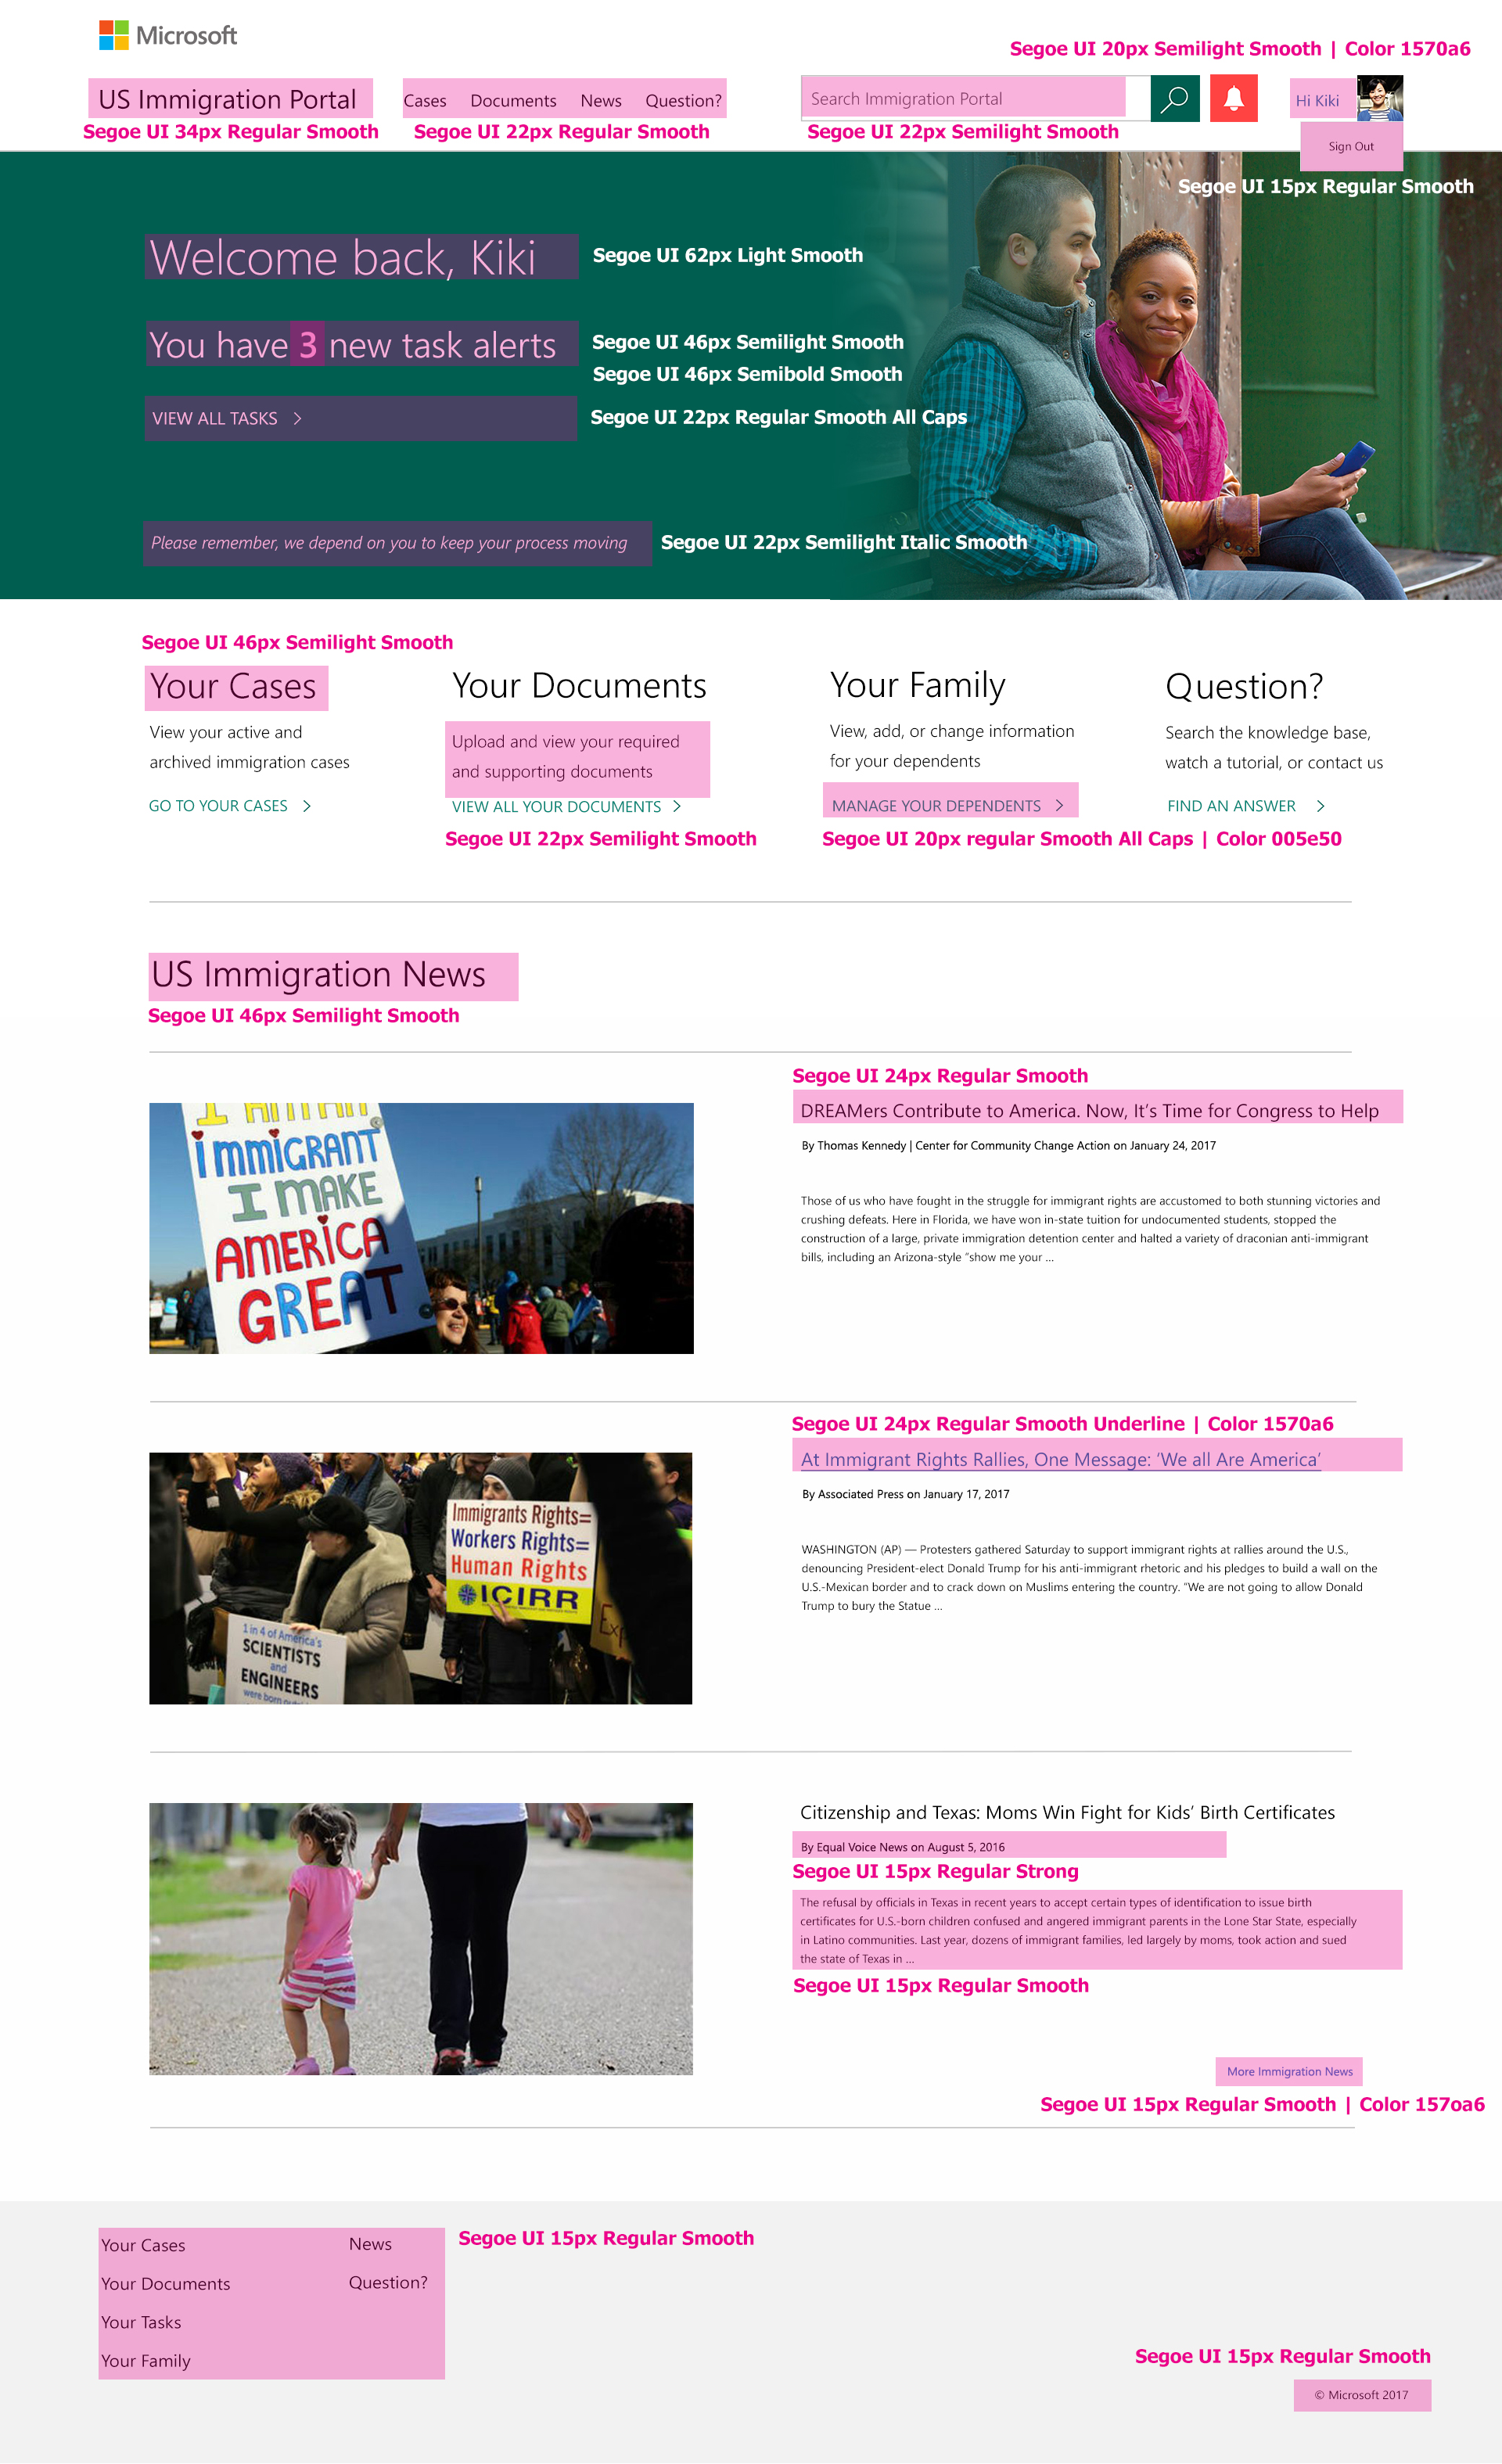 Microsoft
Segoe UI 20px Semilight Smooth | Color 1570a6
US Immigration Portal
Cases Documents News Question?
Search Immigration Portal
Hi Kiki
Segoe UI 34px Regular Smooth
Segoe UI 22px Regular Smooth
Segoe UI 22px Semilight Smooth
Sign Out
Segoe UI 15px Regular Smooth
Welcome back, Kiki
Segoe UI 62px Light Smooth
You have 3 new task alerts
Segoe UI 46px Semilight Smooth
Segoe UI 46px Semibold Smooth
VIEW ALL TASKS >
Segoe UI 22px Regular Smooth All Caps
Please remember, we depend on you to keep your process moving
Segoe UI 22px Semilight Italic Smooth
Segoe UI 46px Semilight Smooth
Your Cases
View your active and
archived immigration cases
GO TO YOUR CASES >
Your Documents
Upload and view your required
and supporting documents
VIEW ALL YOUR DOCUMENTS >
Segoe UI 22px Semilight Smooth
Your Family
View, add, or change information
for your dependents
MANAGE YOUR DEPENDENTS >
Segoe UI 20px regular Smooth All Caps | Color 005e50
Question?
Search the knowledge base,
watch a tutorial, or contact us
FIND AN ANSWER >
US Immigration News
Segoe UI 46px Semilight Smooth
I AM AN
iMMiGRANT
I MAKE
AMERiCA
GREAT
Segoe UI 24px Regular Smooth
DREAMers Contribute to America. Now, It's Time for Congress to Help
By Thomas Kennedy | Center for Community Change Action on January 24, 2017
Those of us who have fought in the struggle for immigrant rights are accustomed to both stunning victories and
crushing defeats. Here in Florida, we have won in-state tuition for undocumented students, stopped the
construction of a large, private immigration detention center and halted a variety of draconian anti-immigrant
bills, including an Arizona-style "show me your ...
Immigrants Rights=
Workers Rights=
Human Rights
ICIRR
1 in 4 of America's
SCIENTISTS
and
ENGINEERS
were born
Segoe UI 24px Regular Smooth Underline | Color 1570a6
At Immigrant Rights Rallies, One Message: 'We all Are America'
By Associated Press on January 17, 2017
WASHINGTON (AP) — Protesters gathered Saturday to support immigrant rights at rallies around the U.S.,
denouncing President-elect Donald Trump for his anti-immigrant rhetoric and his pledges to build a wall on the
U.S.-Mexican border and to crack down on Muslims entering the country. "We are not going to allow Donald
Trump to bury the Statue ...
Citizenship and Texas: Moms Win Fight for Kids' Birth Certificates
By Equal Voice News on August 5, 2016
Segoe UI 15px Regular Strong
The refusal by officials in Texas in recent years to accept certain types of identification to issue birth
certificates for U.S.-born children confused and angered immigrant parents in the Lone Star State, especially
in Latino communities. Last year, dozens of immigrant families, led largely by moms, took action and sued
the state of Texas in ...
Segoe UI 15px Regular Smooth
More Immigration News
Segoe UI 15px Regular Smooth | Color 157oa6
Your Cases
Your Documents
Your Tasks
Your Family
News
Question?
Segoe UI 15px Regular Smooth
Segoe UI 15px Regular Smooth
© Microsoft 2017